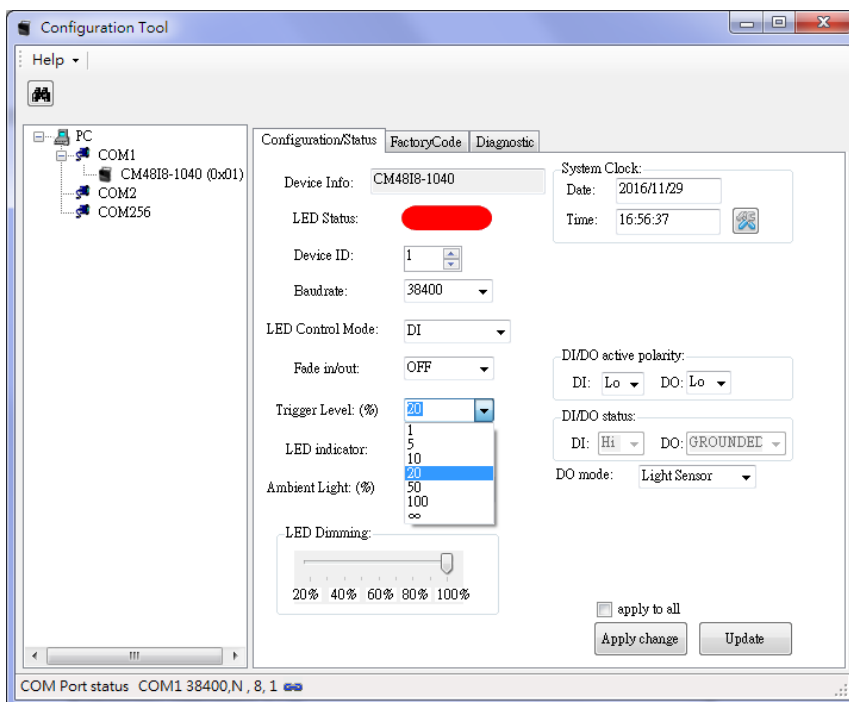 Configuration Tool
Help
PC
COM1
CM48I8-1040 (0x01)
COM2
COM256
Configuration/Status FactoryCode Diagnostic
Device Info: CM48I8-1040
LED Status:
Device ID: 1
Baudrate: 38400
LED Control Mode: DI
Fade in/out: OFF
Trigger Level: (%) 20
1
5
10
20
50
100
∞
LED indicator:
Ambient Light: (%)
LED Dimming:
20% 40% 60% 80% 100%
System Clock:
Date: 2016/11/29
Time: 16:56:37
DI/DO active polarity:
DI: Lo DO: Lo
DI/DO status:
DI: Hi DO: GROUNDED
DO mode: Light Sensor
apply to all
Apply change Update
COM Port status COM1 38400,N , 8, 1